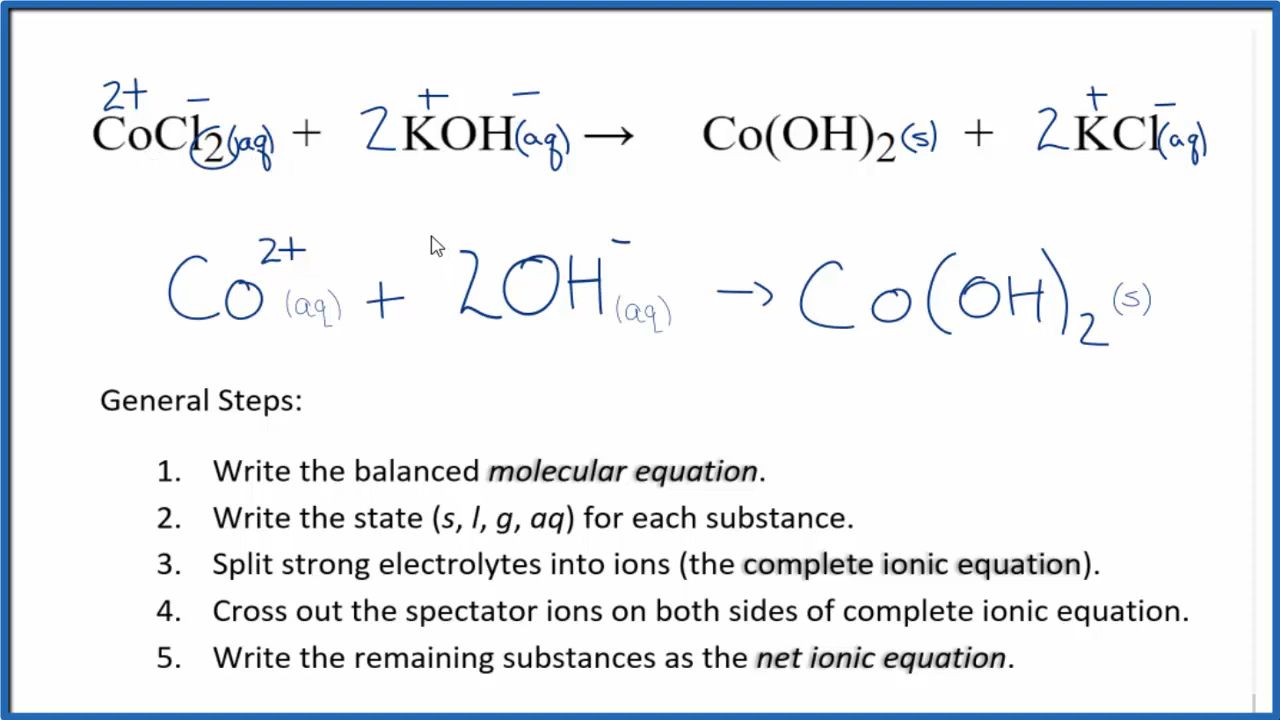 2+ - + - + -
CoCl₂(aq) + 2KOH(aq) → Co(OH)₂(s) + 2KCl(aq)
Co²⁺(aq) + 2OH⁻(aq) → Co(OH)₂(s)
General Steps:
1. Write the balanced molecular equation.
2. Write the state (s, l, g, aq) for each substance.
3. Split strong electrolytes into ions (the complete ionic equation).
4. Cross out the spectator ions on both sides of complete ionic equation.
5. Write the remaining substances as the net ionic equation.